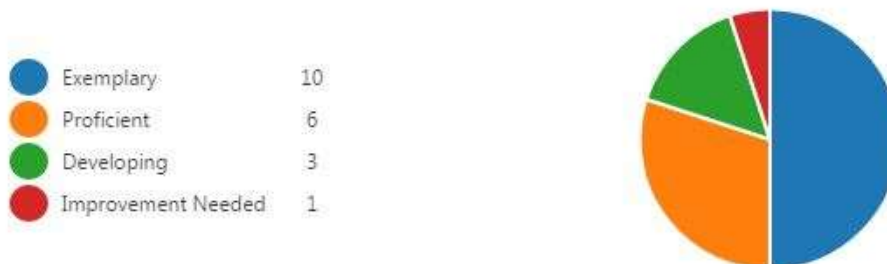 Exemplary 10
Proficient 6
Developing 3
Improvement Needed 1